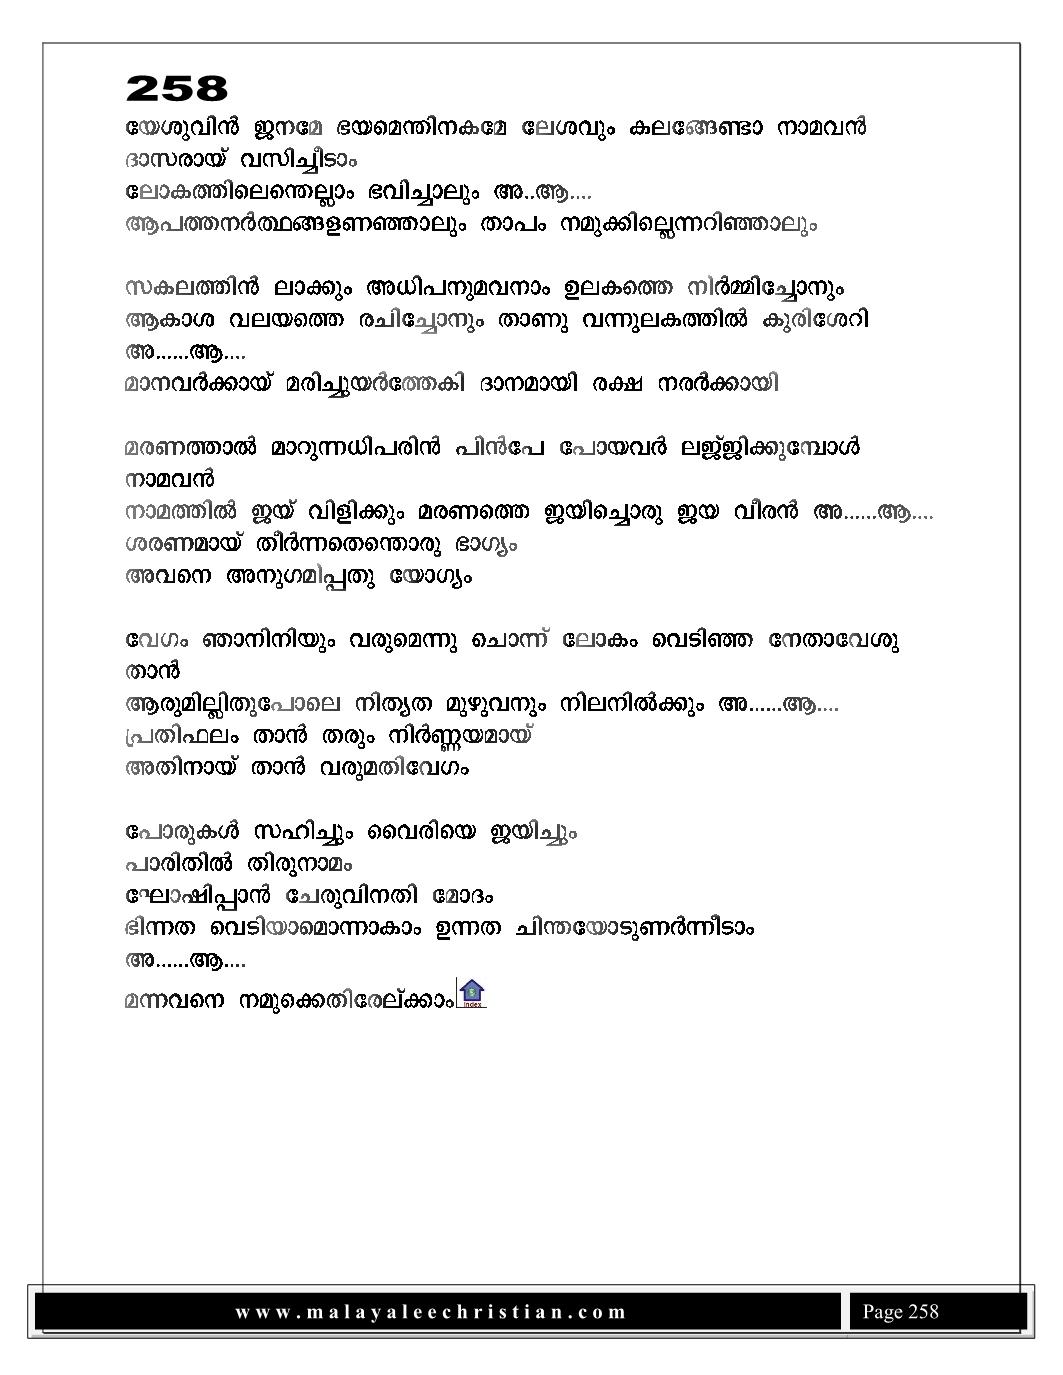 258
യേശുവിൻ ജനമേ ഭയമെന്തിനകമേ ലേശവും കലങ്ങേണ്ടാ നാമവൻ
ദാസരായ് വസിച്ചീടാം
ലോകത്തിലെന്തെല്ലാം ഭവിച്ചാലും അ..ആ....
ആപത്തനർത്ഥങ്ങളണഞ്ഞാലും താപം നമുക്കില്ലെന്നറിഞ്ഞാലും
സകലത്തിൻ ലാക്കും അധിപനുമവനാം ഉലകത്തെ നിർമ്മിച്ചോനും
ആകാശ വലയത്തെ രചിച്ചോനും താണു വന്നുലകത്തിൽ കുരിശേറി
അ......ആ....
മാനവർക്കായ് മരിച്ചുയർത്തേകി ദാനമായി രക്ഷ നരർക്കായി
മരണത്താൽ മാറുന്നധിപരിൻ പിൻപേ പോയവർ ലജ്ജിക്കുമ്പോൾ
നാമവൻ
നാമത്തിൽ ജയ് വിളിക്കും മരണത്തെ ജയിച്ചൊരു ജയ വീരൻ അ......ആ....
ശരണമായ് തീർന്നതെന്തൊരു ഭാഗ്യം
അവനെ അനുഗമിപ്പതു യോഗ്യം
വേഗം ഞാനിനിയും വരുമെന്നു ചൊന്ന് ലോകം വെടിഞ്ഞ നേതാവേശു
താൻ
ആരുമില്ലിതുപോലെ നിത്യത മുഴുവനും നിലനിൽക്കും അ......ആ....
പ്രതിഫലം താൻ തരും നിർണ്ണയമായ്
അതിനായ് താൻ വരുമതിവേഗം
പോരുകൾ സഹിച്ചും വൈരിയെ ജയിച്ചും
പാരിതിൽ തിരുനാമം
ഘോഷിപ്പാൻ ചേരുവിനതി മോദം
ഭിന്നത വെടിയാമൊന്നാകാം ഉന്നത ചിന്തയോടുണർന്നീടാം
അ......ആ....
മന്നവനെ നമുക്കെതിരേല്ക്കാം
Index
www.malayaleechristian.com
Page 258